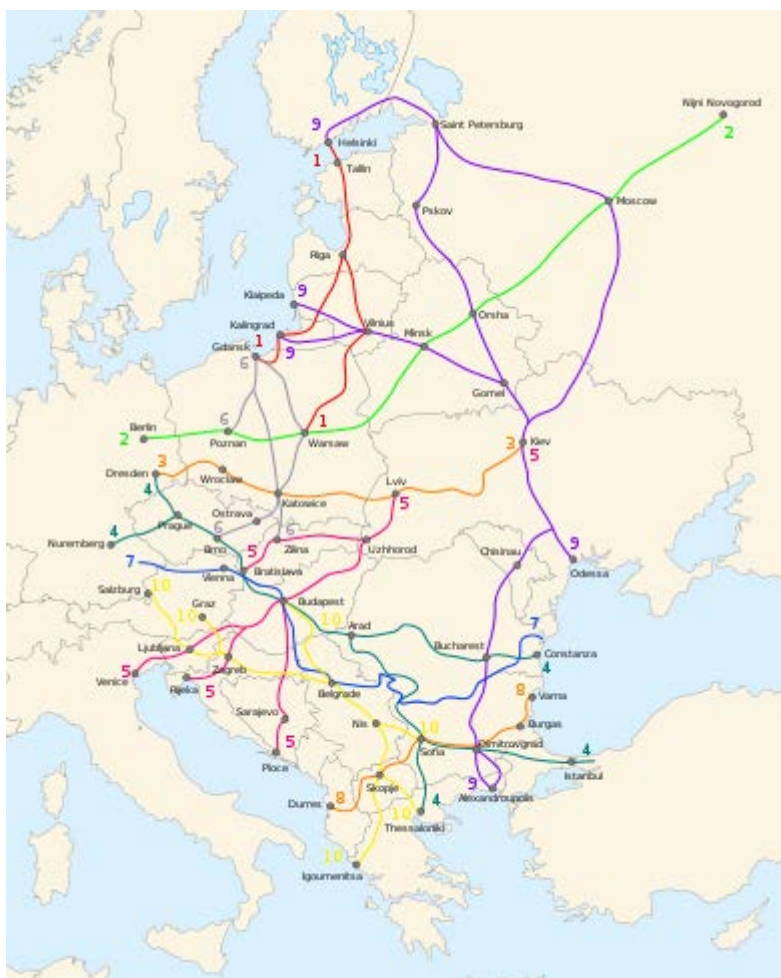 Nijni Novogorod
2
9
Saint Petersburg
Helsinki
1
Tallin
Moscow
Pskov
Riga
9
Klaipeda
Kalingrad
Vilnius
Orsha
Minsk
1
9
Gdansk
6
Gomel
Berlin
2
6
Poznan
1
Warsaw
3
Kiev
5
Dresden
3
4
Wroclaw
Lviv
5
Katowice
Ostrava
Prague
Nuremberg
4
6
Brno
5
6
Zilina
Uzhhorod
Chisinau
9
Odessa
7
Vienna
Bratislava
Salzburg
10
Graz
10
Budapest
10
Arad
7
Ljubljana
Bucharest
Constanza
4
5
Venice
Zagreb
Rijeka
5
Belgrade
8
Varna
Sarajevo
Nis
10
Burgas
Sofia
Dimitrovgrad
5
Ploce
4
Istanbul
Skopje
9
Alexandroupolis
Durres
8
10
4
Thessaloniki
10
Igoumenitsa